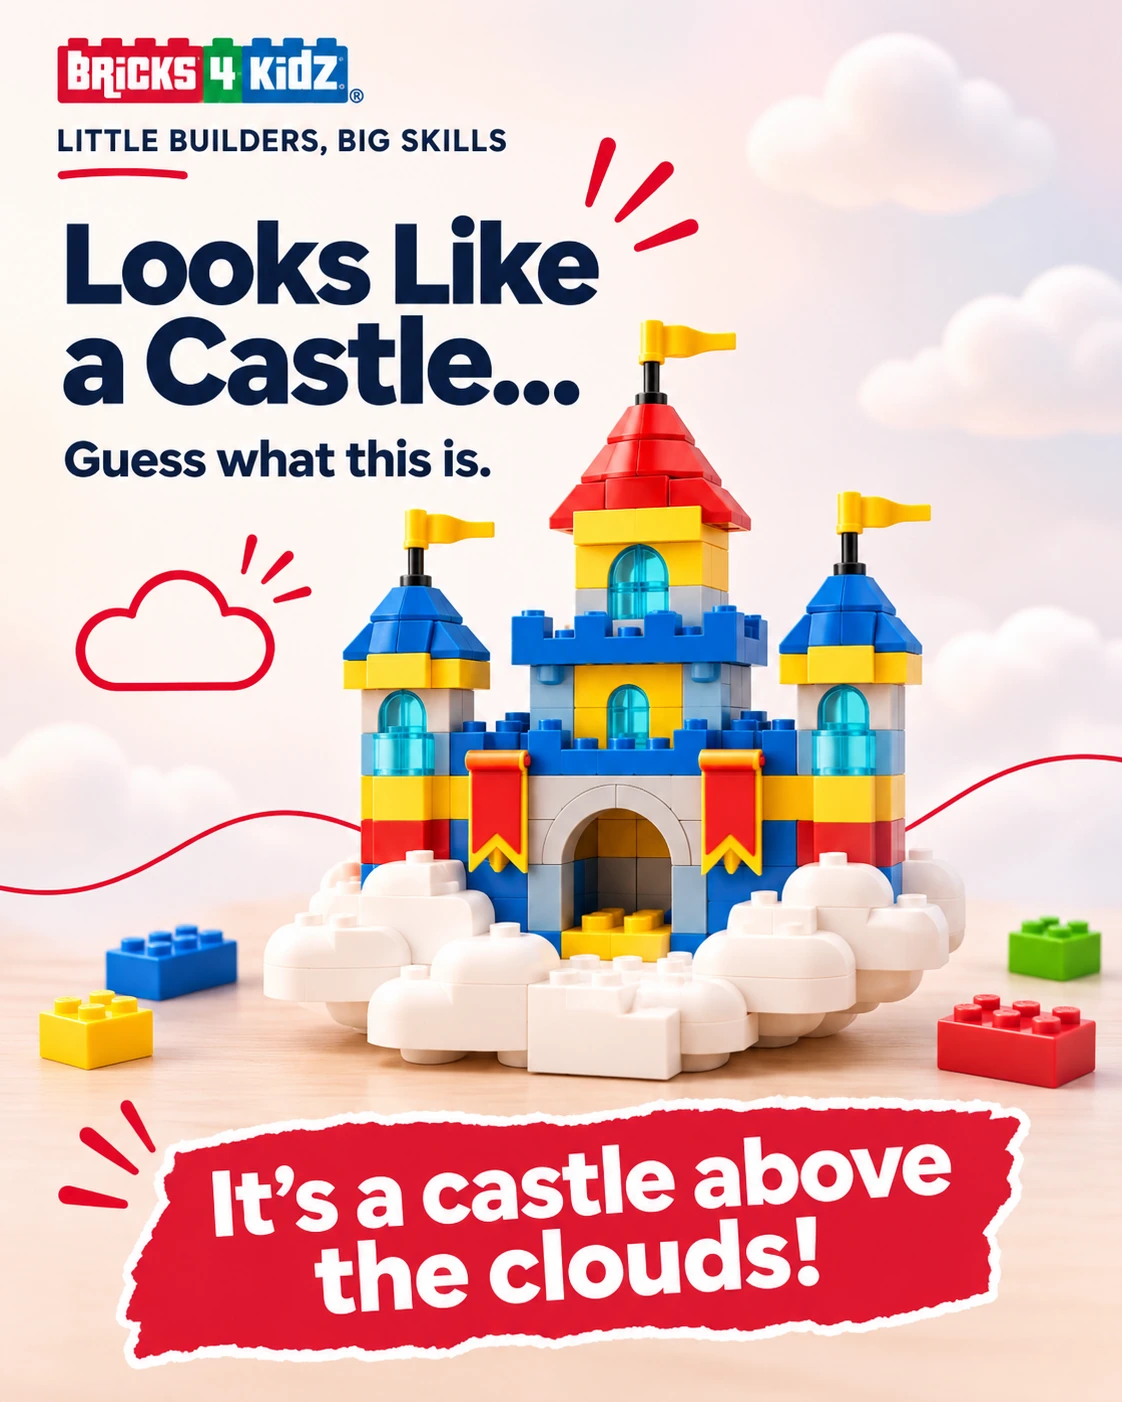 BRiCKS 4 KidZ ®
LITTLE BUILDERS, BIG SKILLS
Looks Like
a Castle...
Guess what this is.
It's a castle above
the clouds!